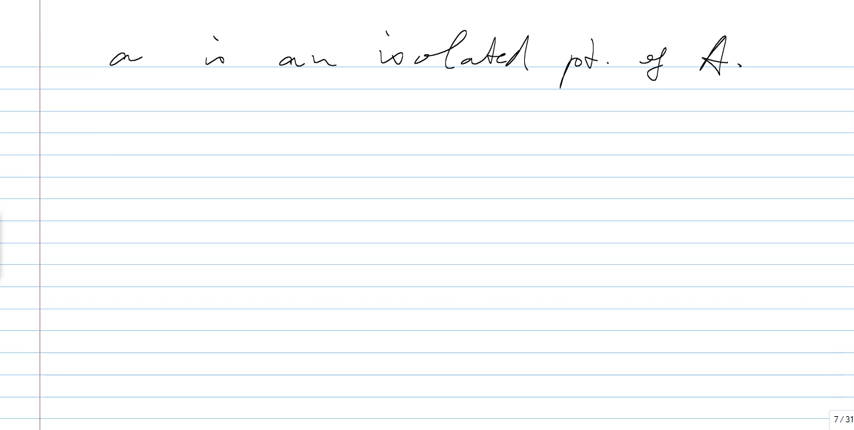 a is an isolated pt. of A.
7 / 31